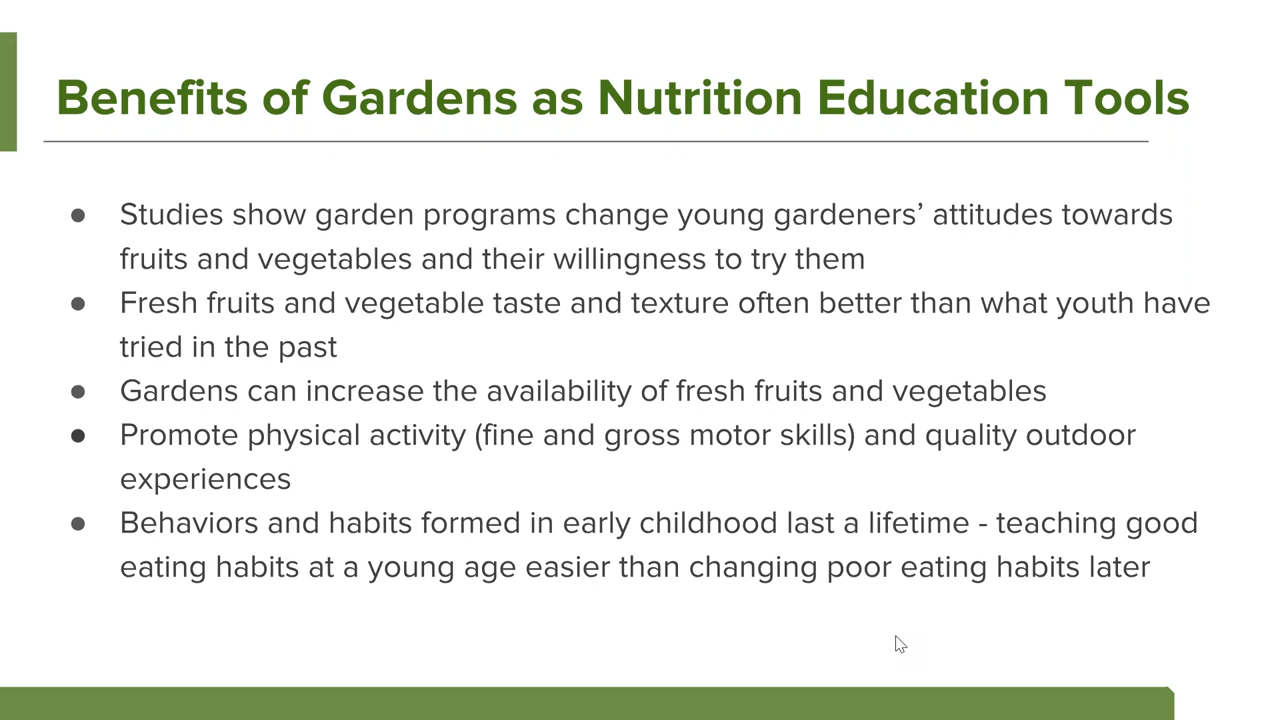 Benefits of Gardens as Nutrition Education Tools
● Studies show garden programs change young gardeners’ attitudes towards
fruits and vegetables and their willingness to try them
● Fresh fruits and vegetable taste and texture often better than what youth have
tried in the past
● Gardens can increase the availability of fresh fruits and vegetables
● Promote physical activity (fine and gross motor skills) and quality outdoor
experiences
● Behaviors and habits formed in early childhood last a lifetime - teaching good
eating habits at a young age easier than changing poor eating habits later